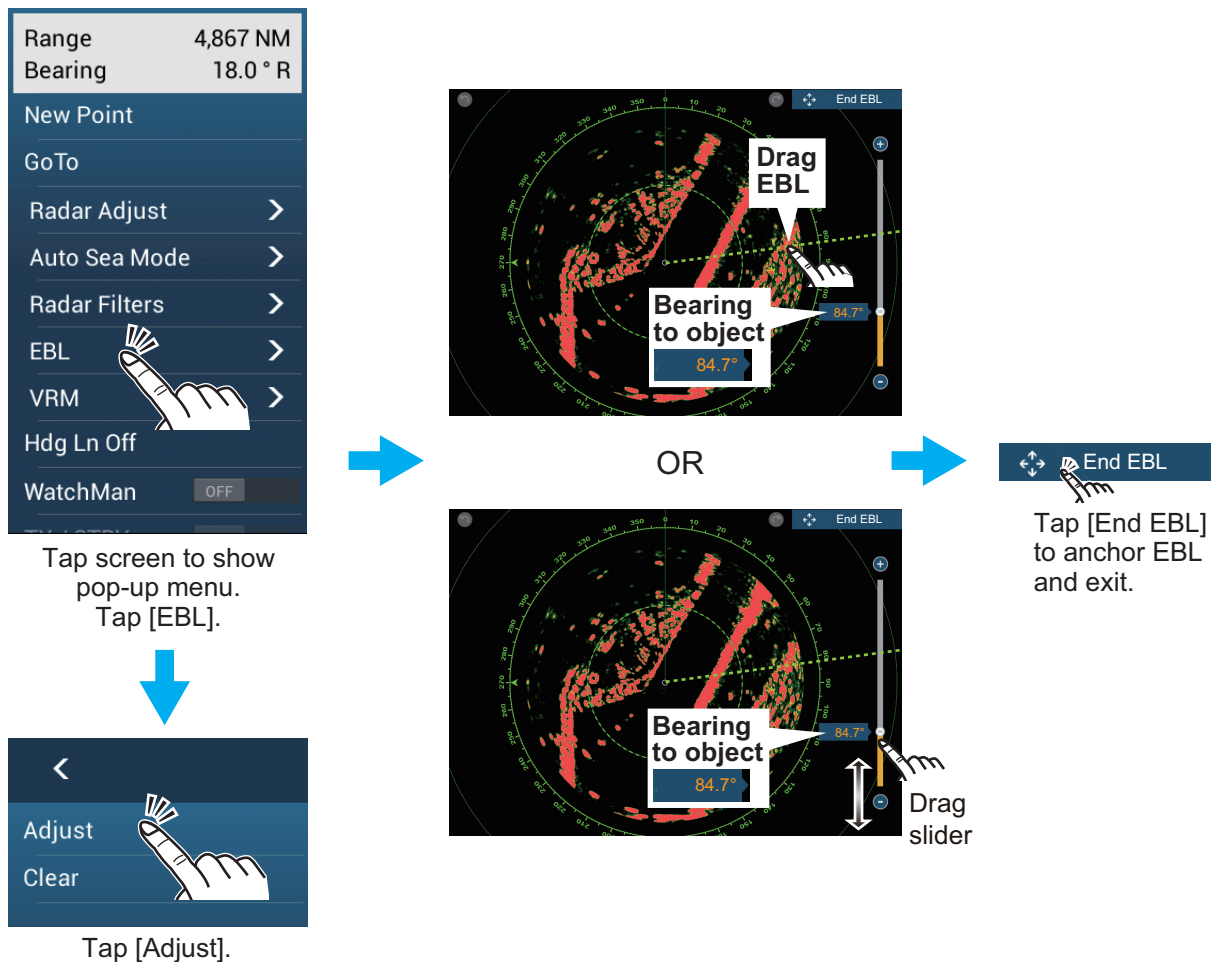 Range 4,867 NM
Bearing 18.0 ° R
New Point
GoTo
Radar Adjust
Auto Sea Mode
Radar Filters
EBL
VRM
Hdg Ln Off
WatchMan OFF
Tap screen to show
pop-up menu.
Tap [EBL].
Adjust
Clear
Tap [Adjust].
End EBL
Drag
EBL
Bearing
to object
84.7°
84.7°
OR
End EBL
Bearing
to object
84.7°
84.7°
Drag
slider
End EBL
Tap [End EBL]
to anchor EBL
and exit.